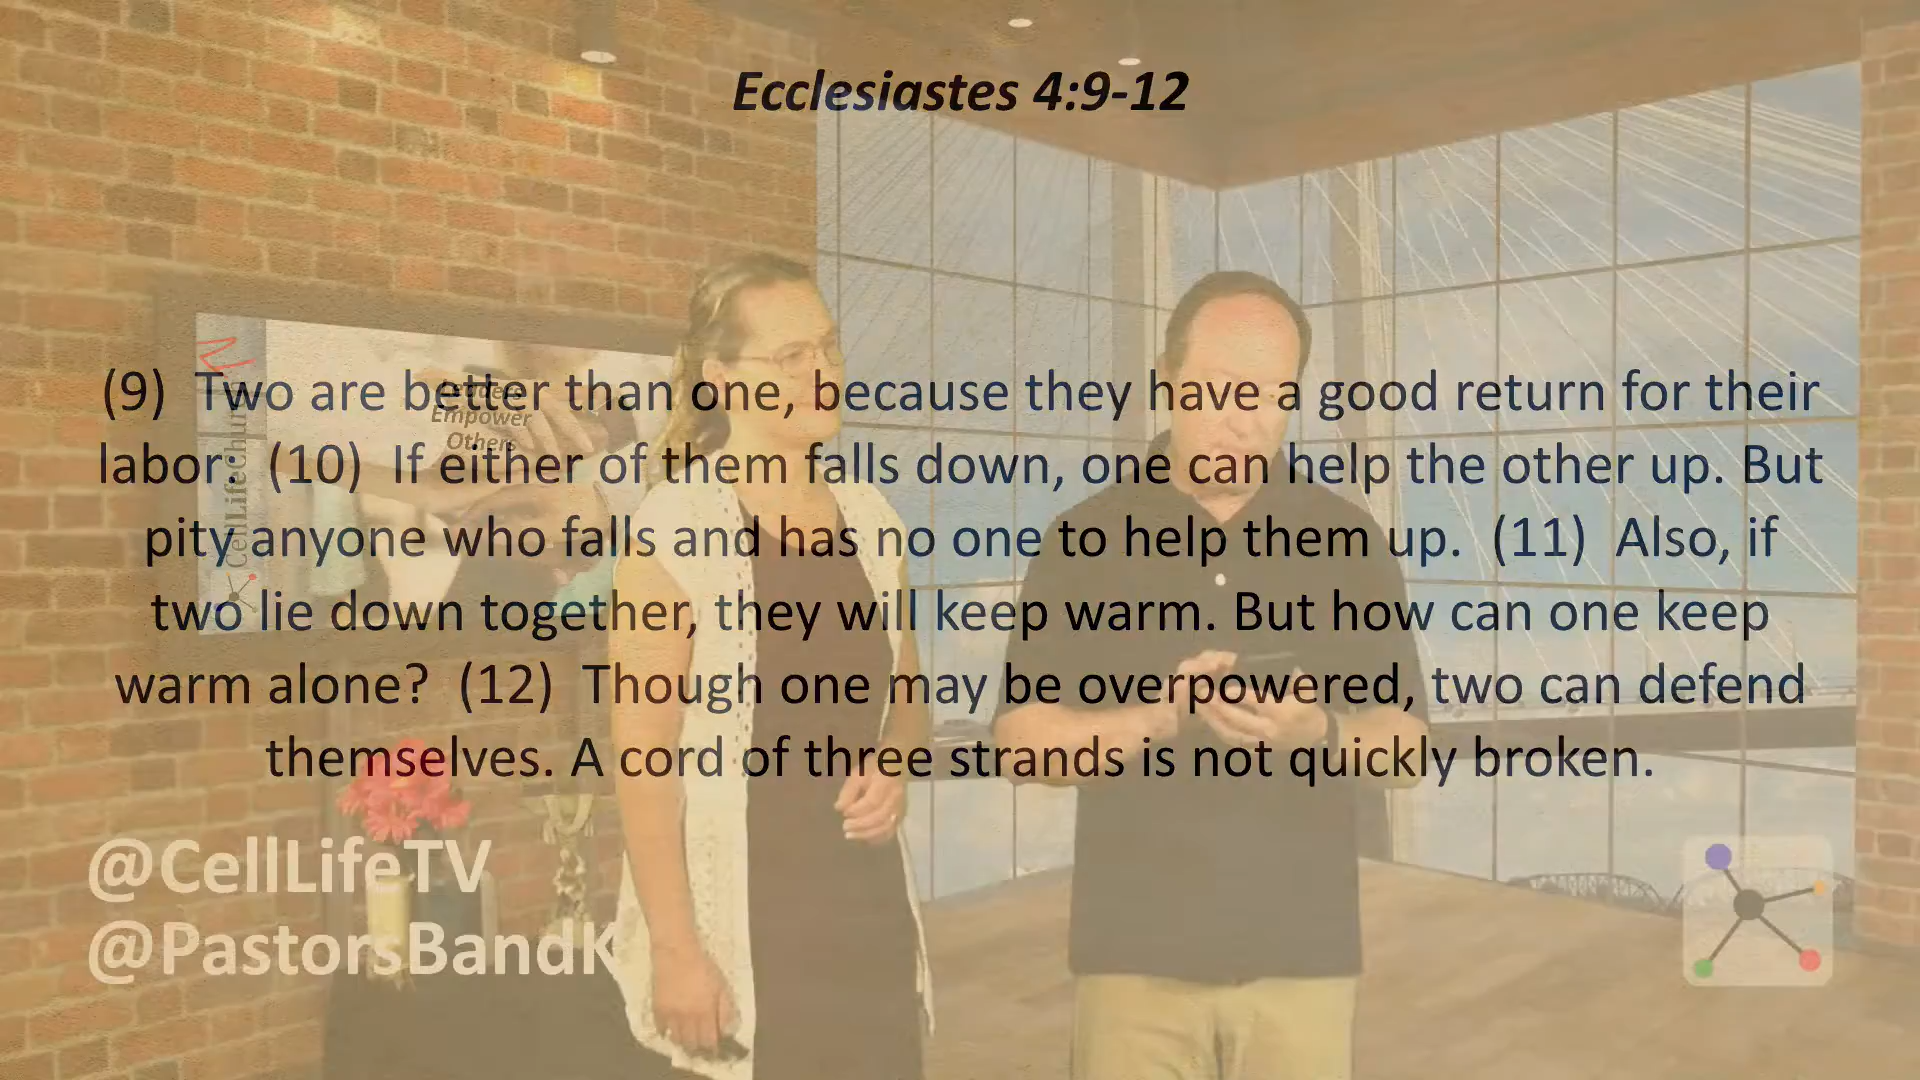 Ecclesiastes 4:9-12
(9) Two are better than one, because they have a good return for their
labor: (10) If either of them falls down, one can help the other up. But
pity anyone who falls and has no one to help them up. (11) Also, if
two lie down together, they will keep warm. But how can one keep
warm alone? (12) Though one may be overpowered, two can defend
themselves. A cord of three strands is not quickly broken.
Empower
Others
@CellLifeTV
@PastorsBandK